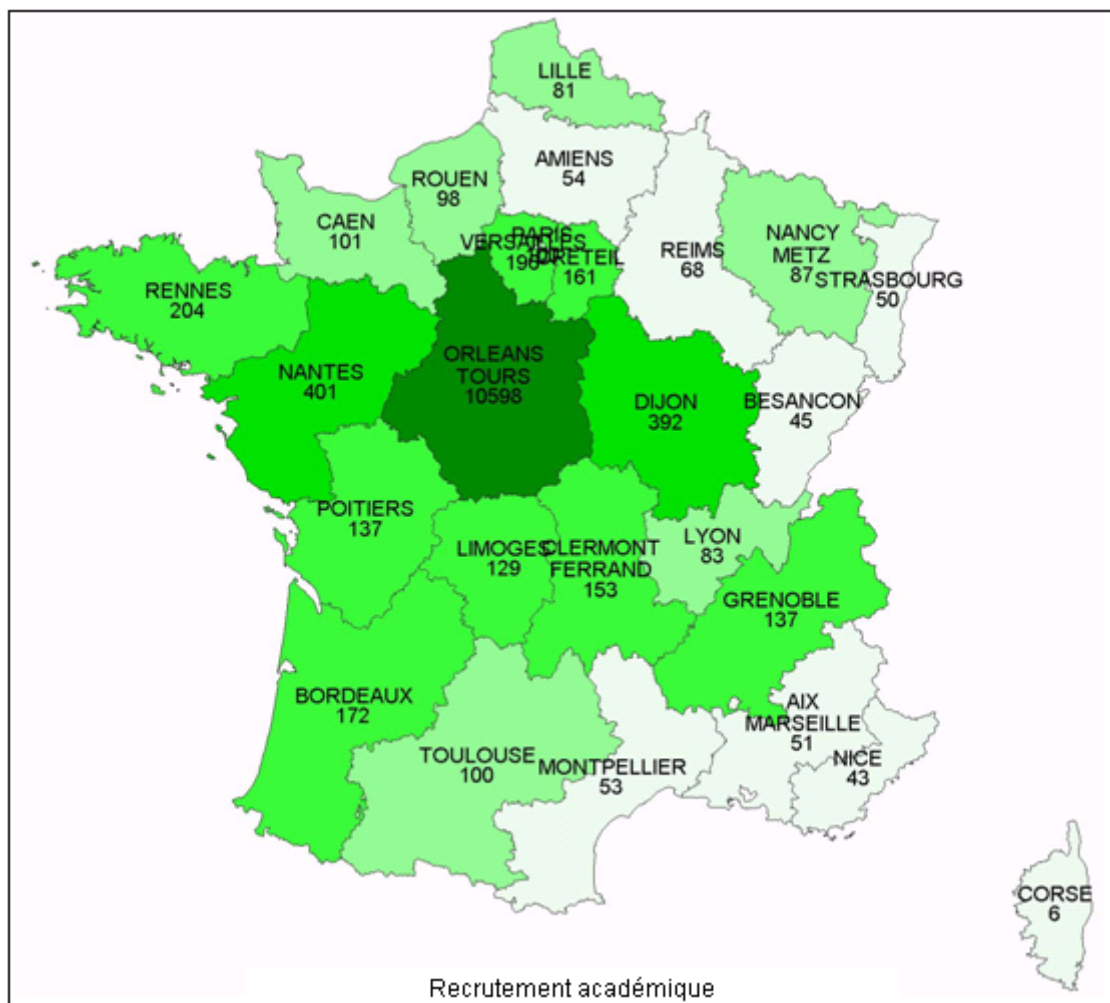 LILLE
81
AMIENS
54
ROUEN
98
CAEN
101
PARIS
VERSAILLES
CRETEIL
161
REIMS
68
NANCY
METZ
87
STRASBOURG
50
RENNES
204
NANTES
401
ORLEANS
TOURS
10598
DIJON
392
BESANCON
45
POITIERS
137
LIMOGES
129
CLERMONT
FERRAND
153
LYON
83
GRENOBLE
137
BORDEAUX
172
TOULOUSE
100
MONTPELLIER
53
AIX
MARSEILLE
51
NICE
43
CORSE
6
Recrutement académique